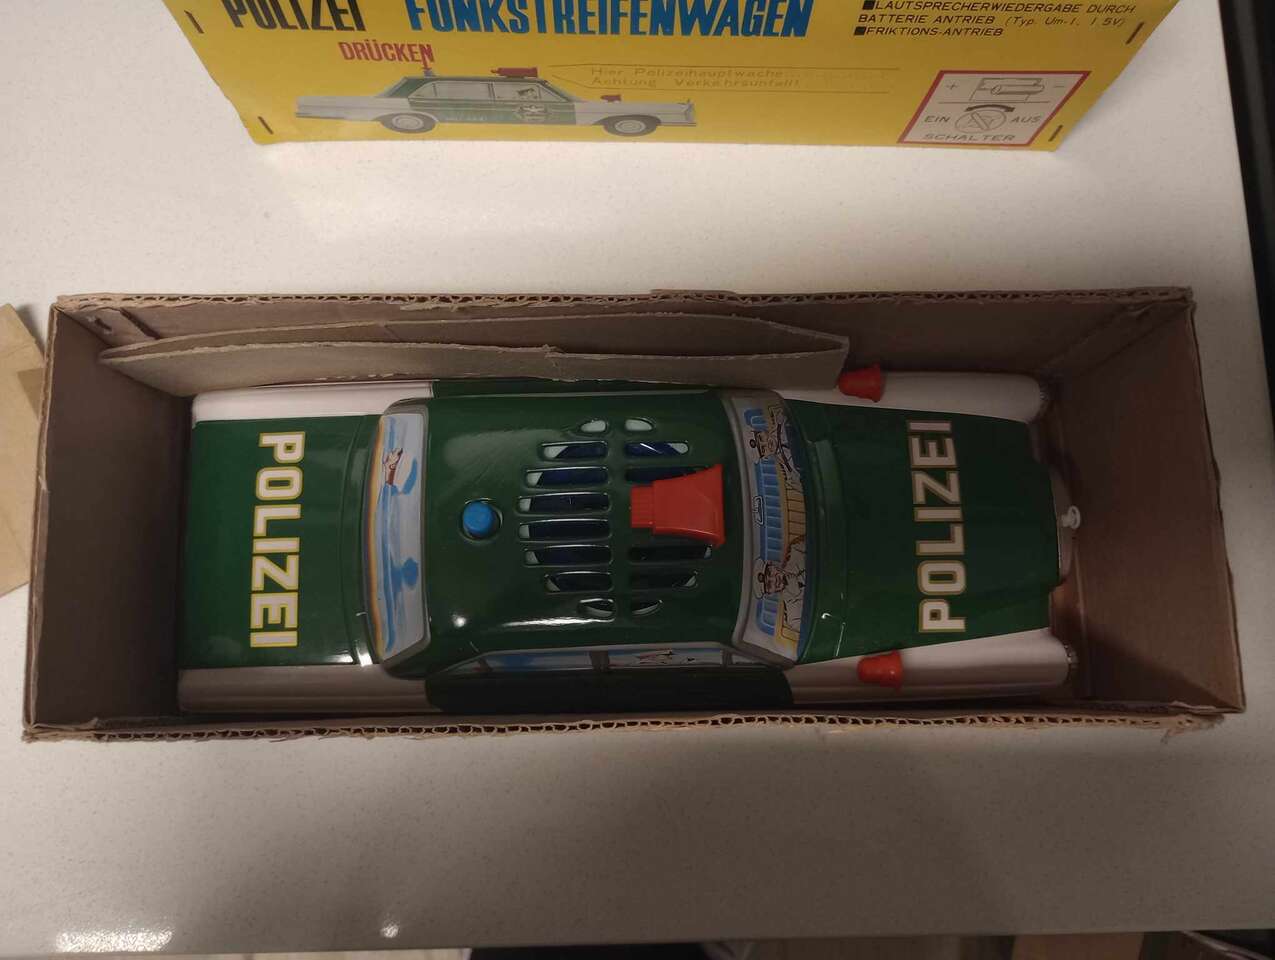 POLIZEI FUNKSTREIFENWAGEN
■LAUTSPRECHERWIEDERGABE DURCH
BATTERIE ANTRIEB (Typ. Um-1. 1.5V)
■FRIKTIONS-ANTRIEB
DRÜCKEN
Hier Polizeihauptwache
Achtung Verkehrsunfall!
+ -
EIN AUS
SCHALTER
POLIZEI
POLIZEI